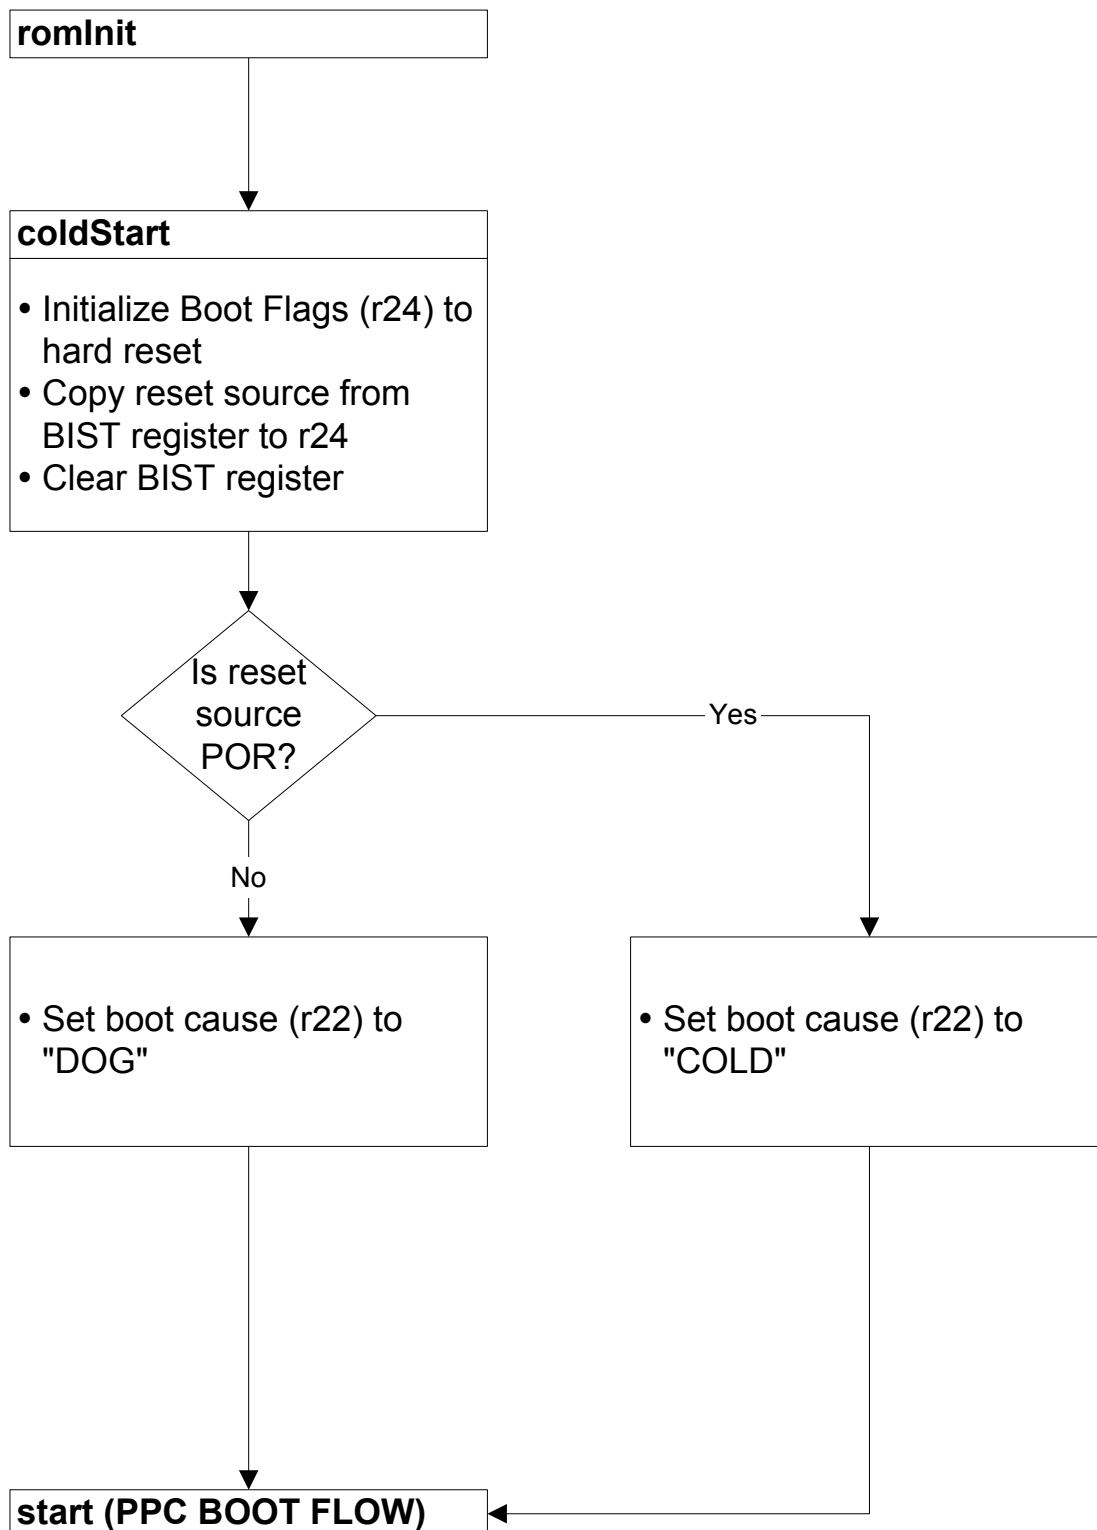 romInit
coldStart
• Initialize Boot Flags (r24) to
hard reset
• Copy reset source from
BIST register to r24
• Clear BIST register
Is reset
source
POR?
Yes
No
• Set boot cause (r22) to
"DOG"
• Set boot cause (r22) to
"COLD"
start (PPC BOOT FLOW)